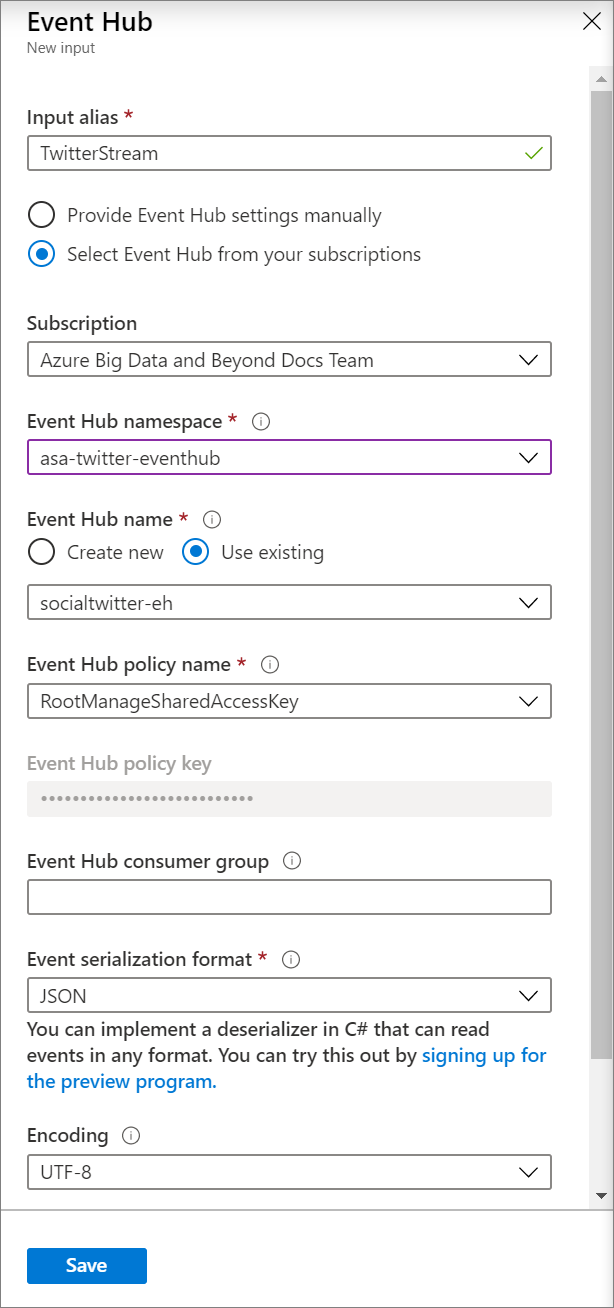 Event Hub
New input
Input alias *
TwitterStream
Provide Event Hub settings manually
Select Event Hub from your subscriptions
Subscription
Azure Big Data and Beyond Docs Team
Event Hub namespace *
asa-twitter-eventhub
Event Hub name *
Create new Use existing
socialtwitter-eh
Event Hub policy name *
RootManageSharedAccessKey
Event Hub policy key
•••••••••••••••••••••••••••
Event Hub consumer group
Event serialization format *
JSON
You can implement a deserializer in C# that can read
events in any format. You can try this out by signing up for
the preview program.
Encoding
UTF-8
Save